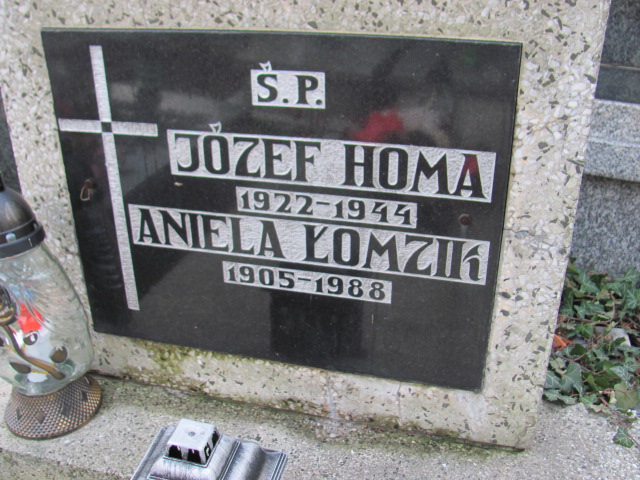 Ś.P.
JÓZEF HOMA
1922-1944
ANIELA ŁOMZIK
1905-1988